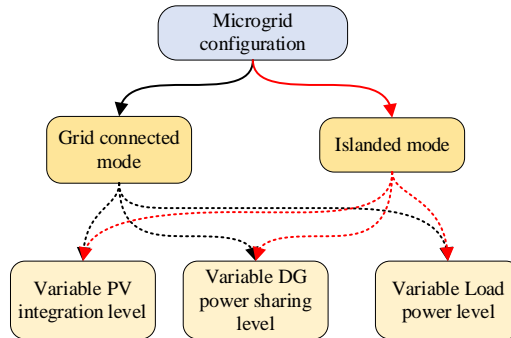 Microgrid
configuration
Grid connected
mode
Islanded mode
Variable PV
integration level
Variable DG
power sharing
level
Variable Load
power level